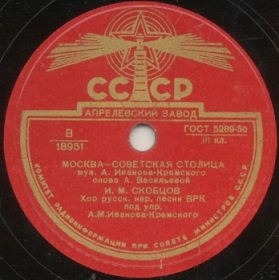 СССР
АПРЕЛЕВСКИЙ ЗАВОД
В
18951
ГОСТ 5289-50
III КЛ.
МОСКВА—СОВЕТСКАЯ СТОЛИЦА
муз. А. Иванова-Крамского
слова А. Васильевой
И. М. СКОБЦОВ
Хор русск. нар. песни ВРК
под упр.
А.М.Иванова-Крамского
КОМИТЕТ РАДИОИНФОРМАЦИИ ПРИ СОВЕТЕ МИНИСТРОВ СССР